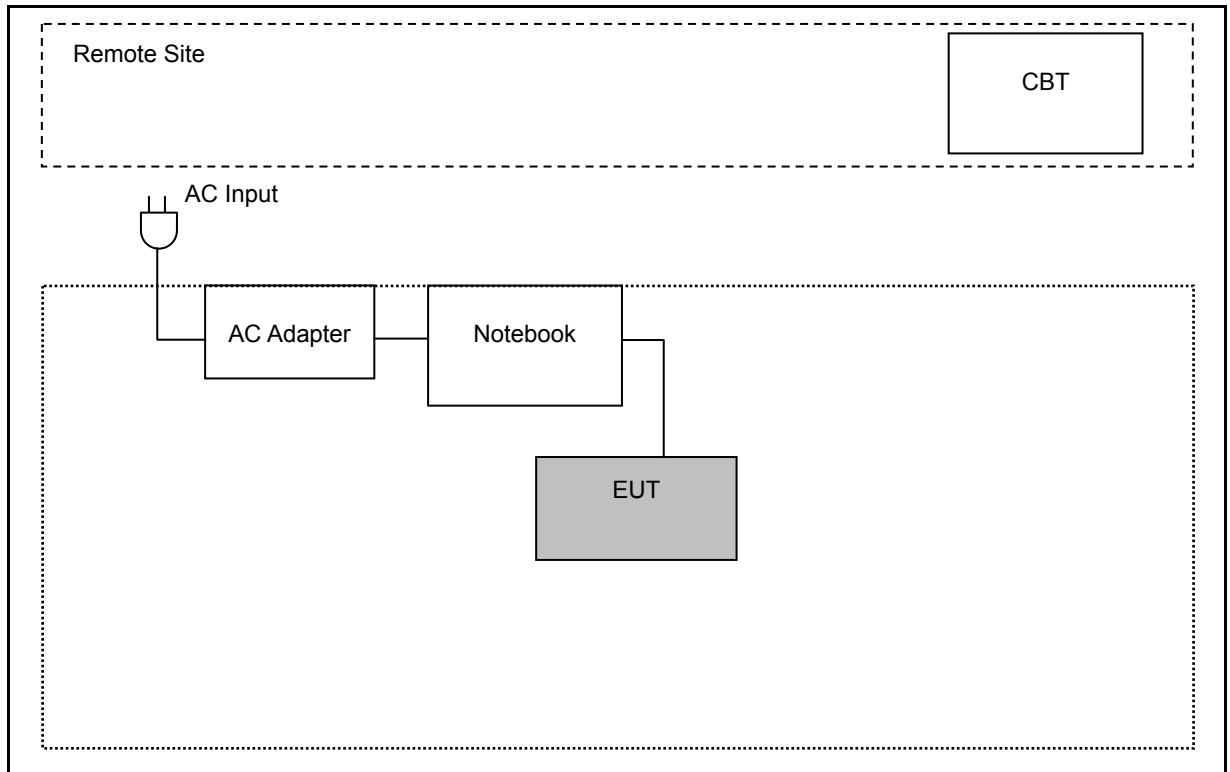 Remote Site
CBT
AC Input
AC Adapter
Notebook
EUT